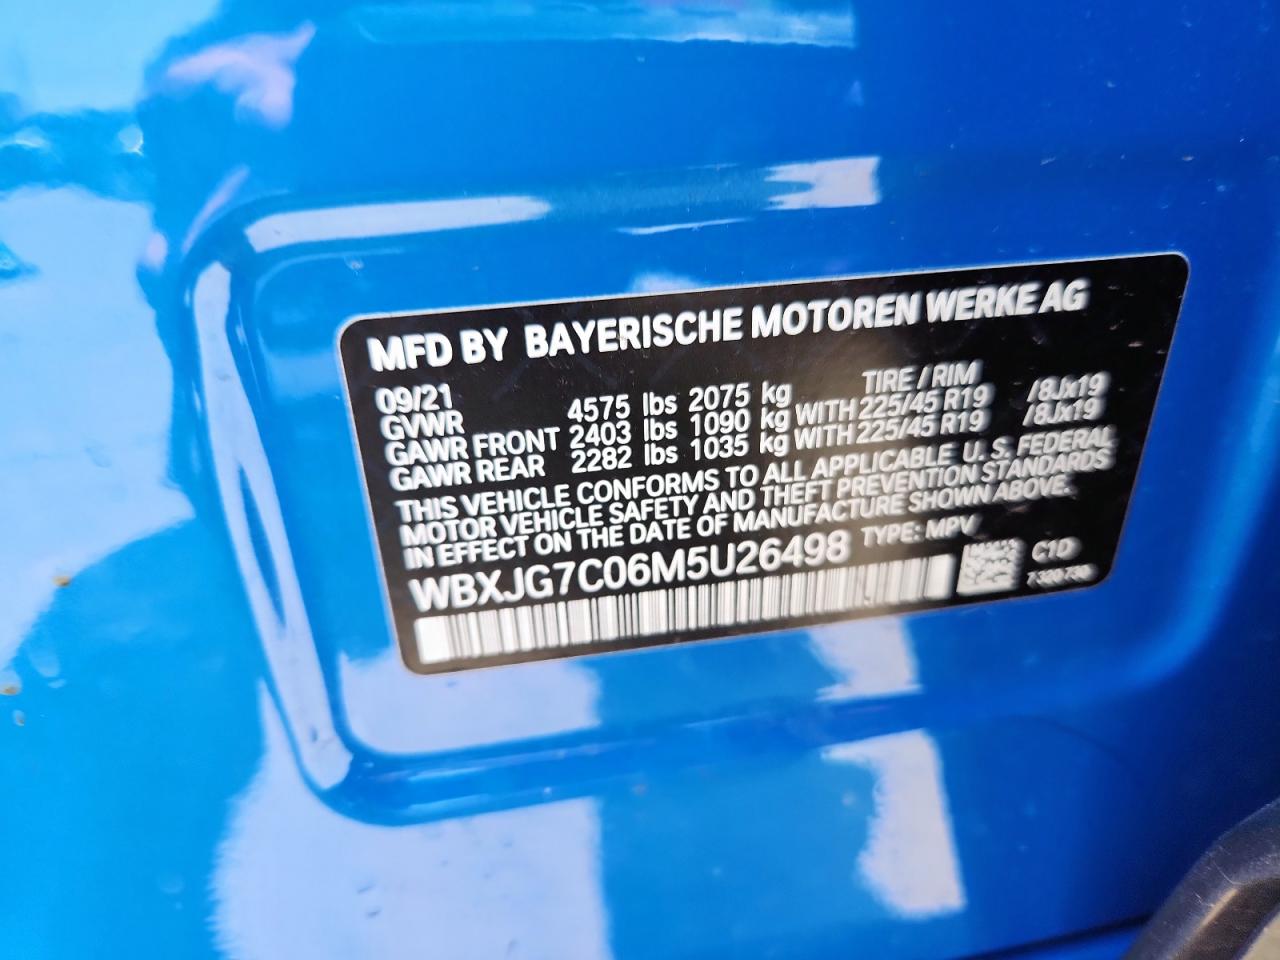 MFD BY BAYERISCHE MOTOREN WERKE AG
09/21 TIRE / RIM
GVWR 4575 lbs 2075 kg
GAWR FRONT 2403 lbs 1090 kg WITH 225/45 R19 /8Jx19
GAWR REAR 2282 lbs 1035 kg WITH 225/45 R19 /8Jx19
THIS VEHICLE CONFORMS TO ALL APPLICABLE U. S. FEDERAL
MOTOR VEHICLE SAFETY AND THEFT PREVENTION STANDARDS
IN EFFECT ON THE DATE OF MANUFACTURE SHOWN ABOVE.
WBXJG7C06M5U26498 TYPE: MPV
C1D